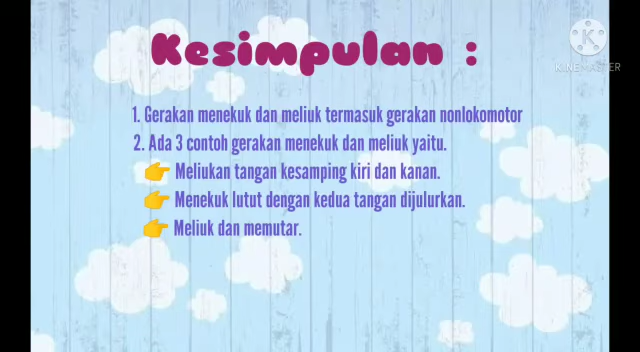 Kesimpulan :
KINEMASTER
1. Gerakan menekuk dan meliuk termasuk gerakan nonlokomotor
2. Ada 3 contoh gerakan menekuk dan meliuk yaitu.
👉 Meliukan tangan kesamping kiri dan kanan.
👉 Menekuk lutut dengan kedua tangan dijulurkan.
👉 Meliuk dan memutar.